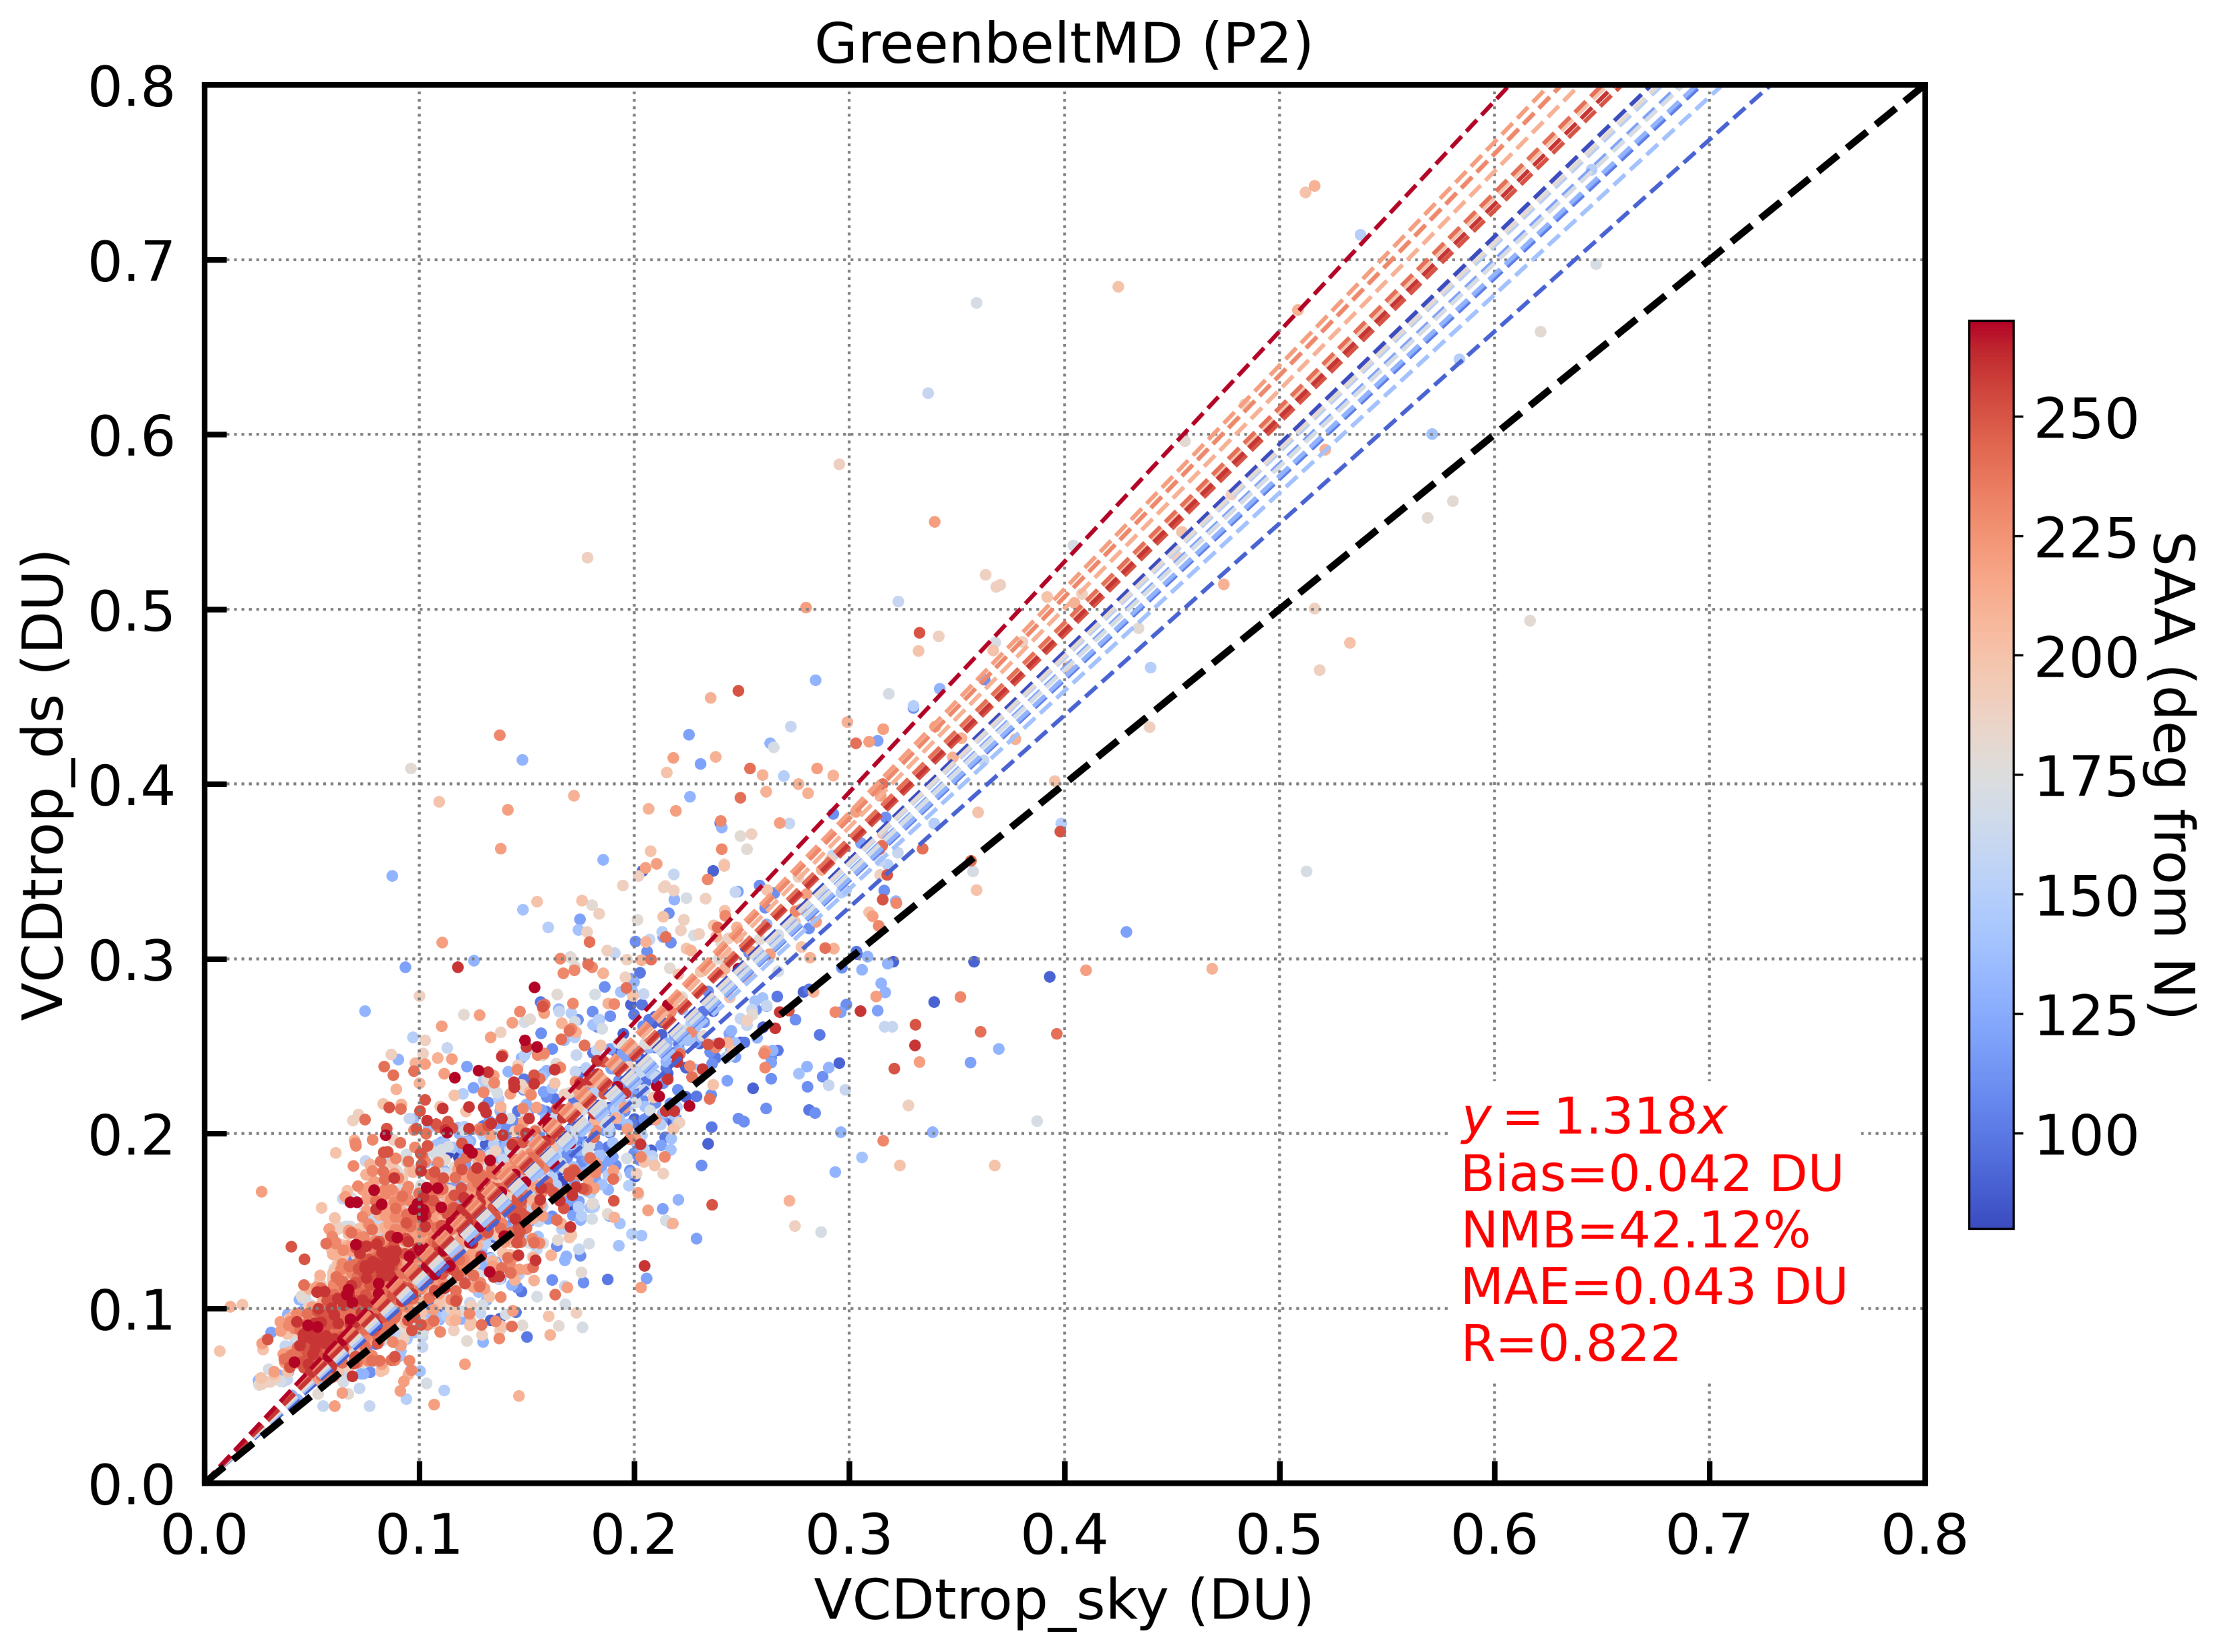 GreenbeltMD (P2)
0.8
0.7
0.6
0.5
0.4
0.3
0.2
0.1
0.0
VCDtrop_ds (DU)
0.0 0.1 0.2 0.3 0.4 0.5 0.6 0.7 0.8
VCDtrop_sky (DU)
y = 1.318x
Bias=0.042 DU
NMB=42.12%
MAE=0.043 DU
R=0.822
250
225
200
175
150
125
100
SAA (deg from N)